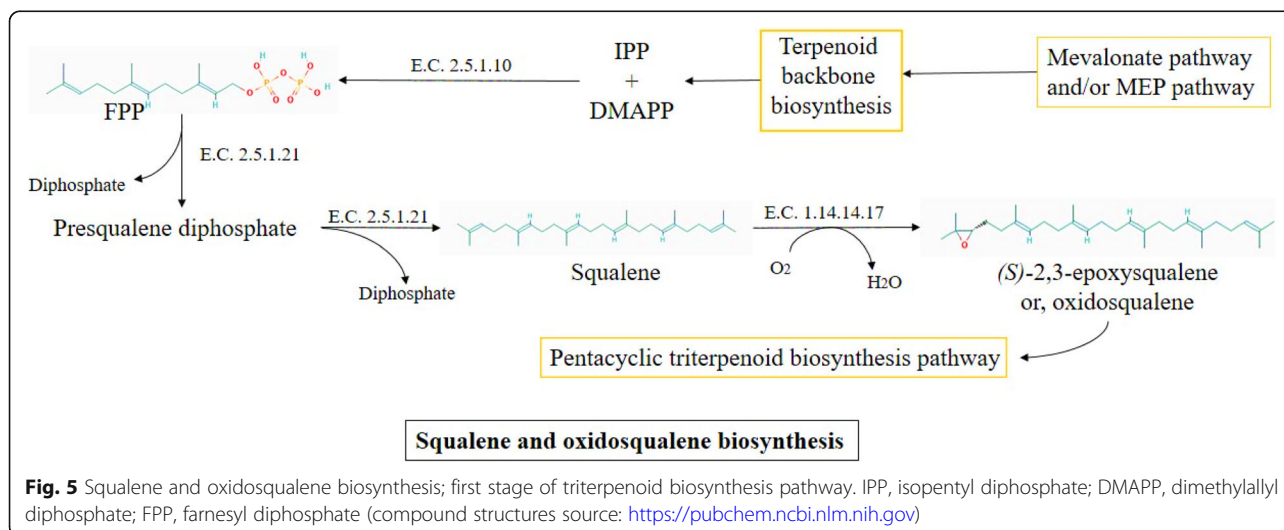 Mevalonate pathway
and/or MEP pathway
Terpenoid
backbone
biosynthesis
IPP
+
DMAPP
E.C. 2.5.1.10
H
O
O
H
O
P
O
P
O
H
O
O
H
H
FPP
E.C. 2.5.1.21
Diphosphate
Presqualene diphosphate
E.C. 2.5.1.21
Diphosphate
H
H
H
H
Squalene
E.C. 1.14.14.17
O2
H2O
H
O
H
H
H
H
(S)-2,3-epoxysqualene
or, oxidosqualene
Pentacyclic triterpenoid biosynthesis pathway
Squalene and oxidosqualene biosynthesis
Fig. 5 Squalene and oxidosqualene biosynthesis; first stage of triterpenoid biosynthesis pathway. IPP, isopentyl diphosphate; DMAPP, dimethylallyl
diphosphate; FPP, farnesyl diphosphate (compound structures source: https://pubchem.ncbi.nlm.nih.gov)